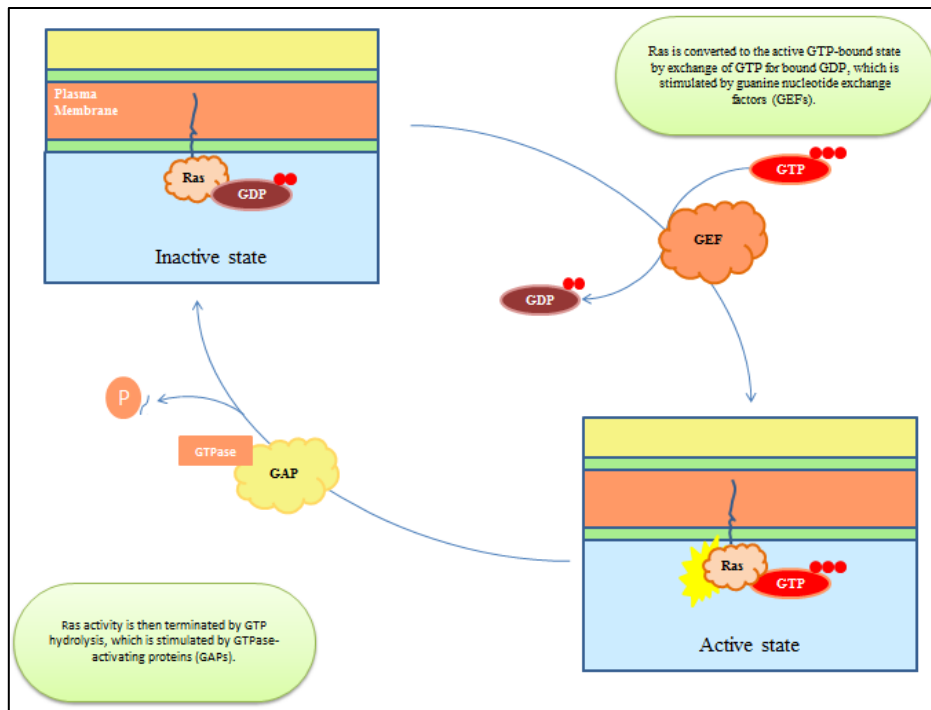 Plasma
Membrane
Ras
GDP
Inactive state
Ras is converted to the active GTP-bound state
by exchange of GTP for bound GDP, which is
stimulated by guanine nucleotide exchange
factors (GEFs).
GTP
GEF
GDP
P
GTPase
GAP
Ras
GTP
Active state
Ras activity is then terminated by GTP
hydrolysis, which is stimulated by GTPase-
activating proteins (GAPs).